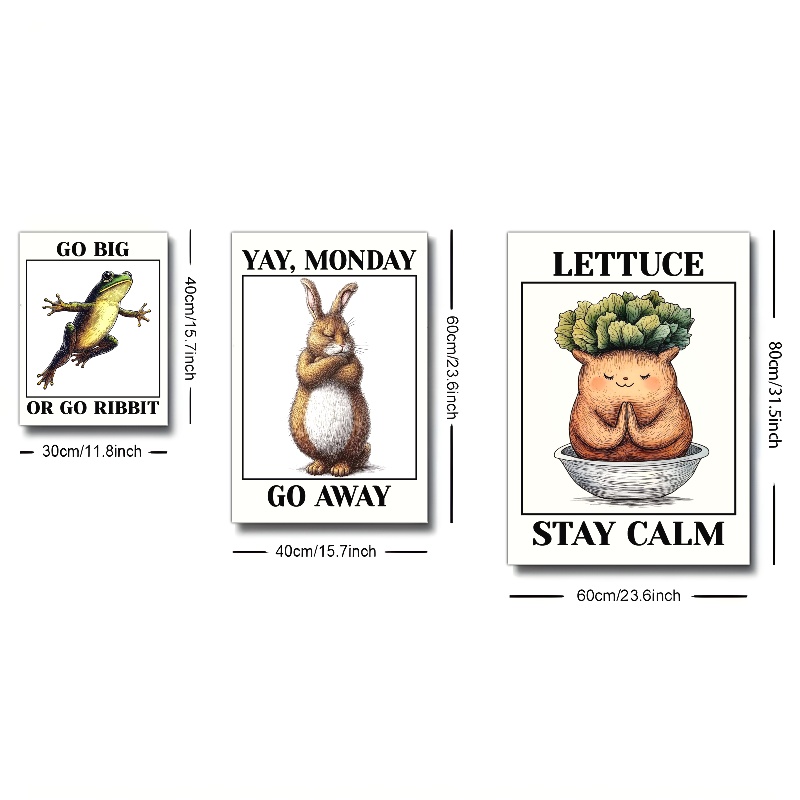 GO BIG
OR GO RIBBIT
40cm/15.7inch
30cm/11.8inch
YAY, MONDAY
GO AWAY
60cm/23.6inch
40cm/15.7inch
LETTUCE
STAY CALM
80cm/31.5inch
60cm/23.6inch